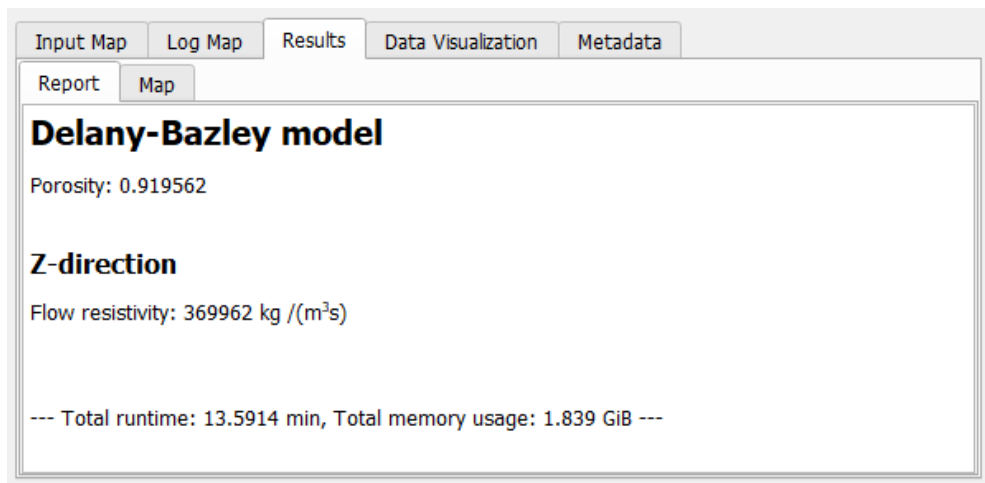 Input Map Log Map Results Data Visualization Metadata
Report Map
Delany-Bazley model
Porosity: 0.919562
Z-direction
Flow resistivity: 369962 kg /(m³s)
--- Total runtime: 13.5914 min, Total memory usage: 1.839 GiB ---